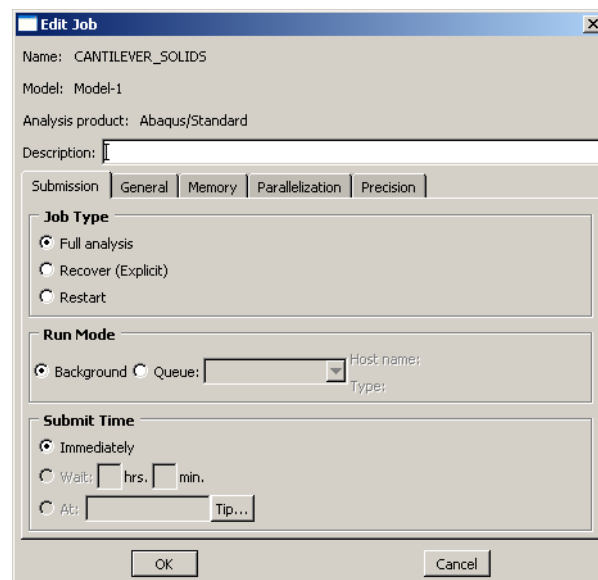 Edit Job
Name: CANTILEVER_SOLIDS
Model: Model-1
Analysis product: Abaqus/Standard
Description:
Submission General Memory Parallelization Precision
Job Type
Full analysis
Recover (Explicit)
Restart
Run Mode
Background Queue: Host name:
Type:
Submit Time
Immediately
Wait: hrs. min.
At: Tip...
OK Cancel